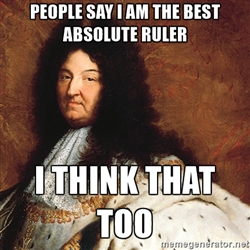 PEOPLE SAY I AM THE BEST
ABSOLUTE RULER
I THINK THAT
TOO
memegenerator.net